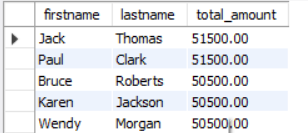 firstname lastname total_amount
Jack Thomas 51500.00
Paul Clark 51500.00
Bruce Roberts 50500.00
Karen Jackson 50500.00
Wendy Morgan 50500.00